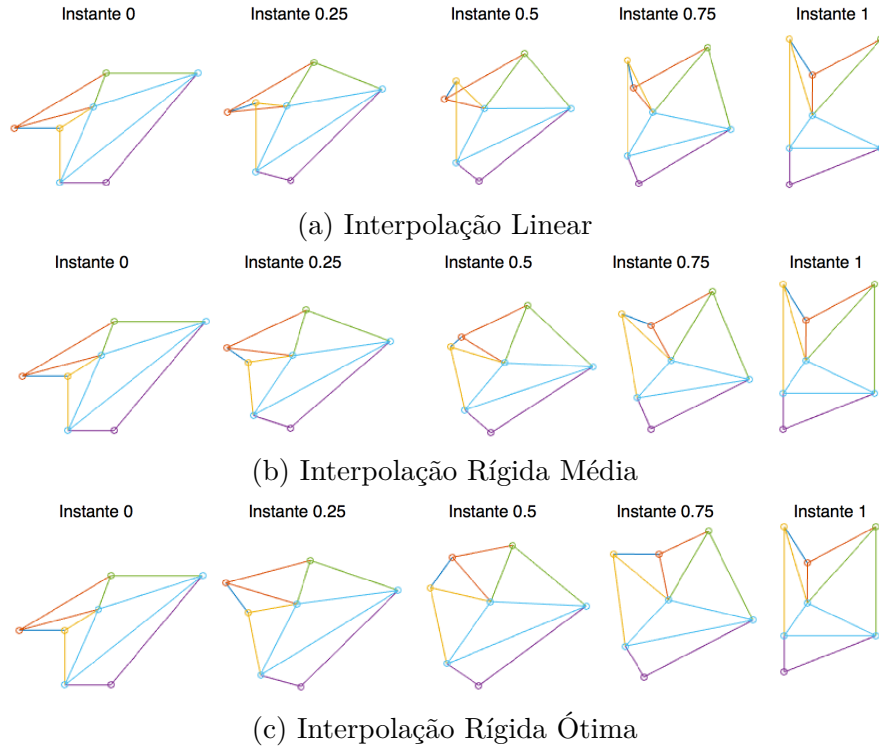 Instante 0 Instante 0.25 Instante 0.5 Instante 0.75 Instante 1
(a) Interpolação Linear
Instante 0 Instante 0.25 Instante 0.5 Instante 0.75 Instante 1
(b) Interpolação Rígida Média
Instante 0 Instante 0.25 Instante 0.5 Instante 0.75 Instante 1
(c) Interpolação Rígida Ótima